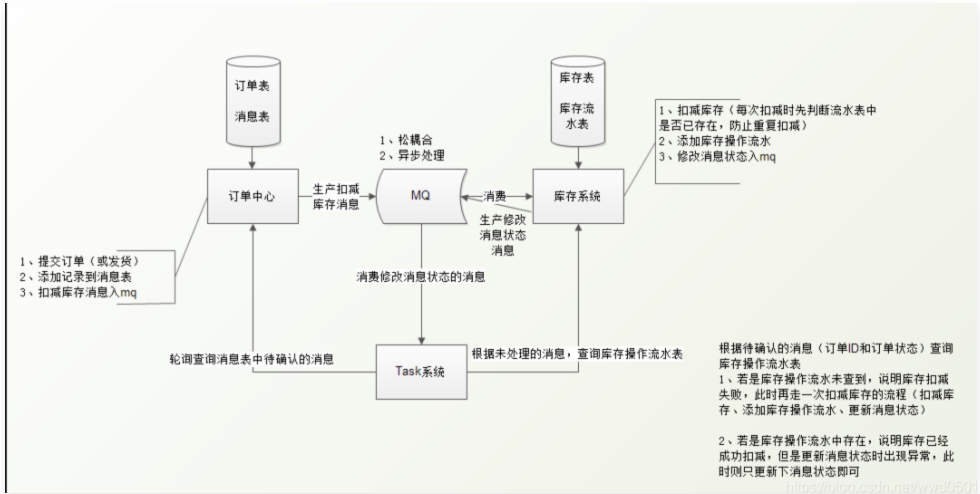 订单表
消息表
库存表
库存流
水表
1、扣减库存（每次扣减时先判断流水表中
是否已存在，防止重复扣减）
2、添加库存操作流水
3、修改消息状态入mq
1、松耦合
2、异步处理
订单中心
生产扣减
库存消息
MQ
消费
库存系统
生产修改
消息状态
消息
1、提交订单（或发货）
2、添加记录到消息表
3、扣减库存消息入mq
消费修改消息状态的消息
轮询查询消息表中待确认的消息
Task系统
根据未处理的消息，查询库存操作流水表
根据待确认的消息（订单ID和订单状态）查询
库存操作流水表
1、若是库存操作流水未查到，说明库存扣减
失败，此时再走一次扣减库存的流程（扣减库
存、添加库存操作流水、更新消息状态）
2、若是库存操作流水中存在，说明库存已经
成功扣减，但是更新消息状态时出现异常，此
时则只更新下消息状态即可
https://blog.csdn.net/wwd0501